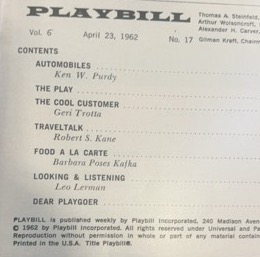 PLAYBILL
Thomas A. Steinfeld,
Arthur
Alexander H. Carver,
Vol. 6 April 23, 1962 No. 17 Gilman Kraft, Chairm
CONTENTS
AUTOMOBILES
Ken W. Purdy
THE PLAY
THE COOL CUSTOMER
Geri Trotta
TRAVELTALK
Robert S. Kane
FOOD A LA CARTE
Barbara Poses Kafka
LOOKING & LISTENING
Leo Lerman
DEAR PLAYGOER
PLAYBILL is published weekly by Playbill Incorporated, 240 Madison Aven
© 1962 by Playbill Incorporated. All rights reserved under Universal and Pa
Reproduction without permission in whole or part of any material contain
Printed in the U.S.A. Title Playbill®.